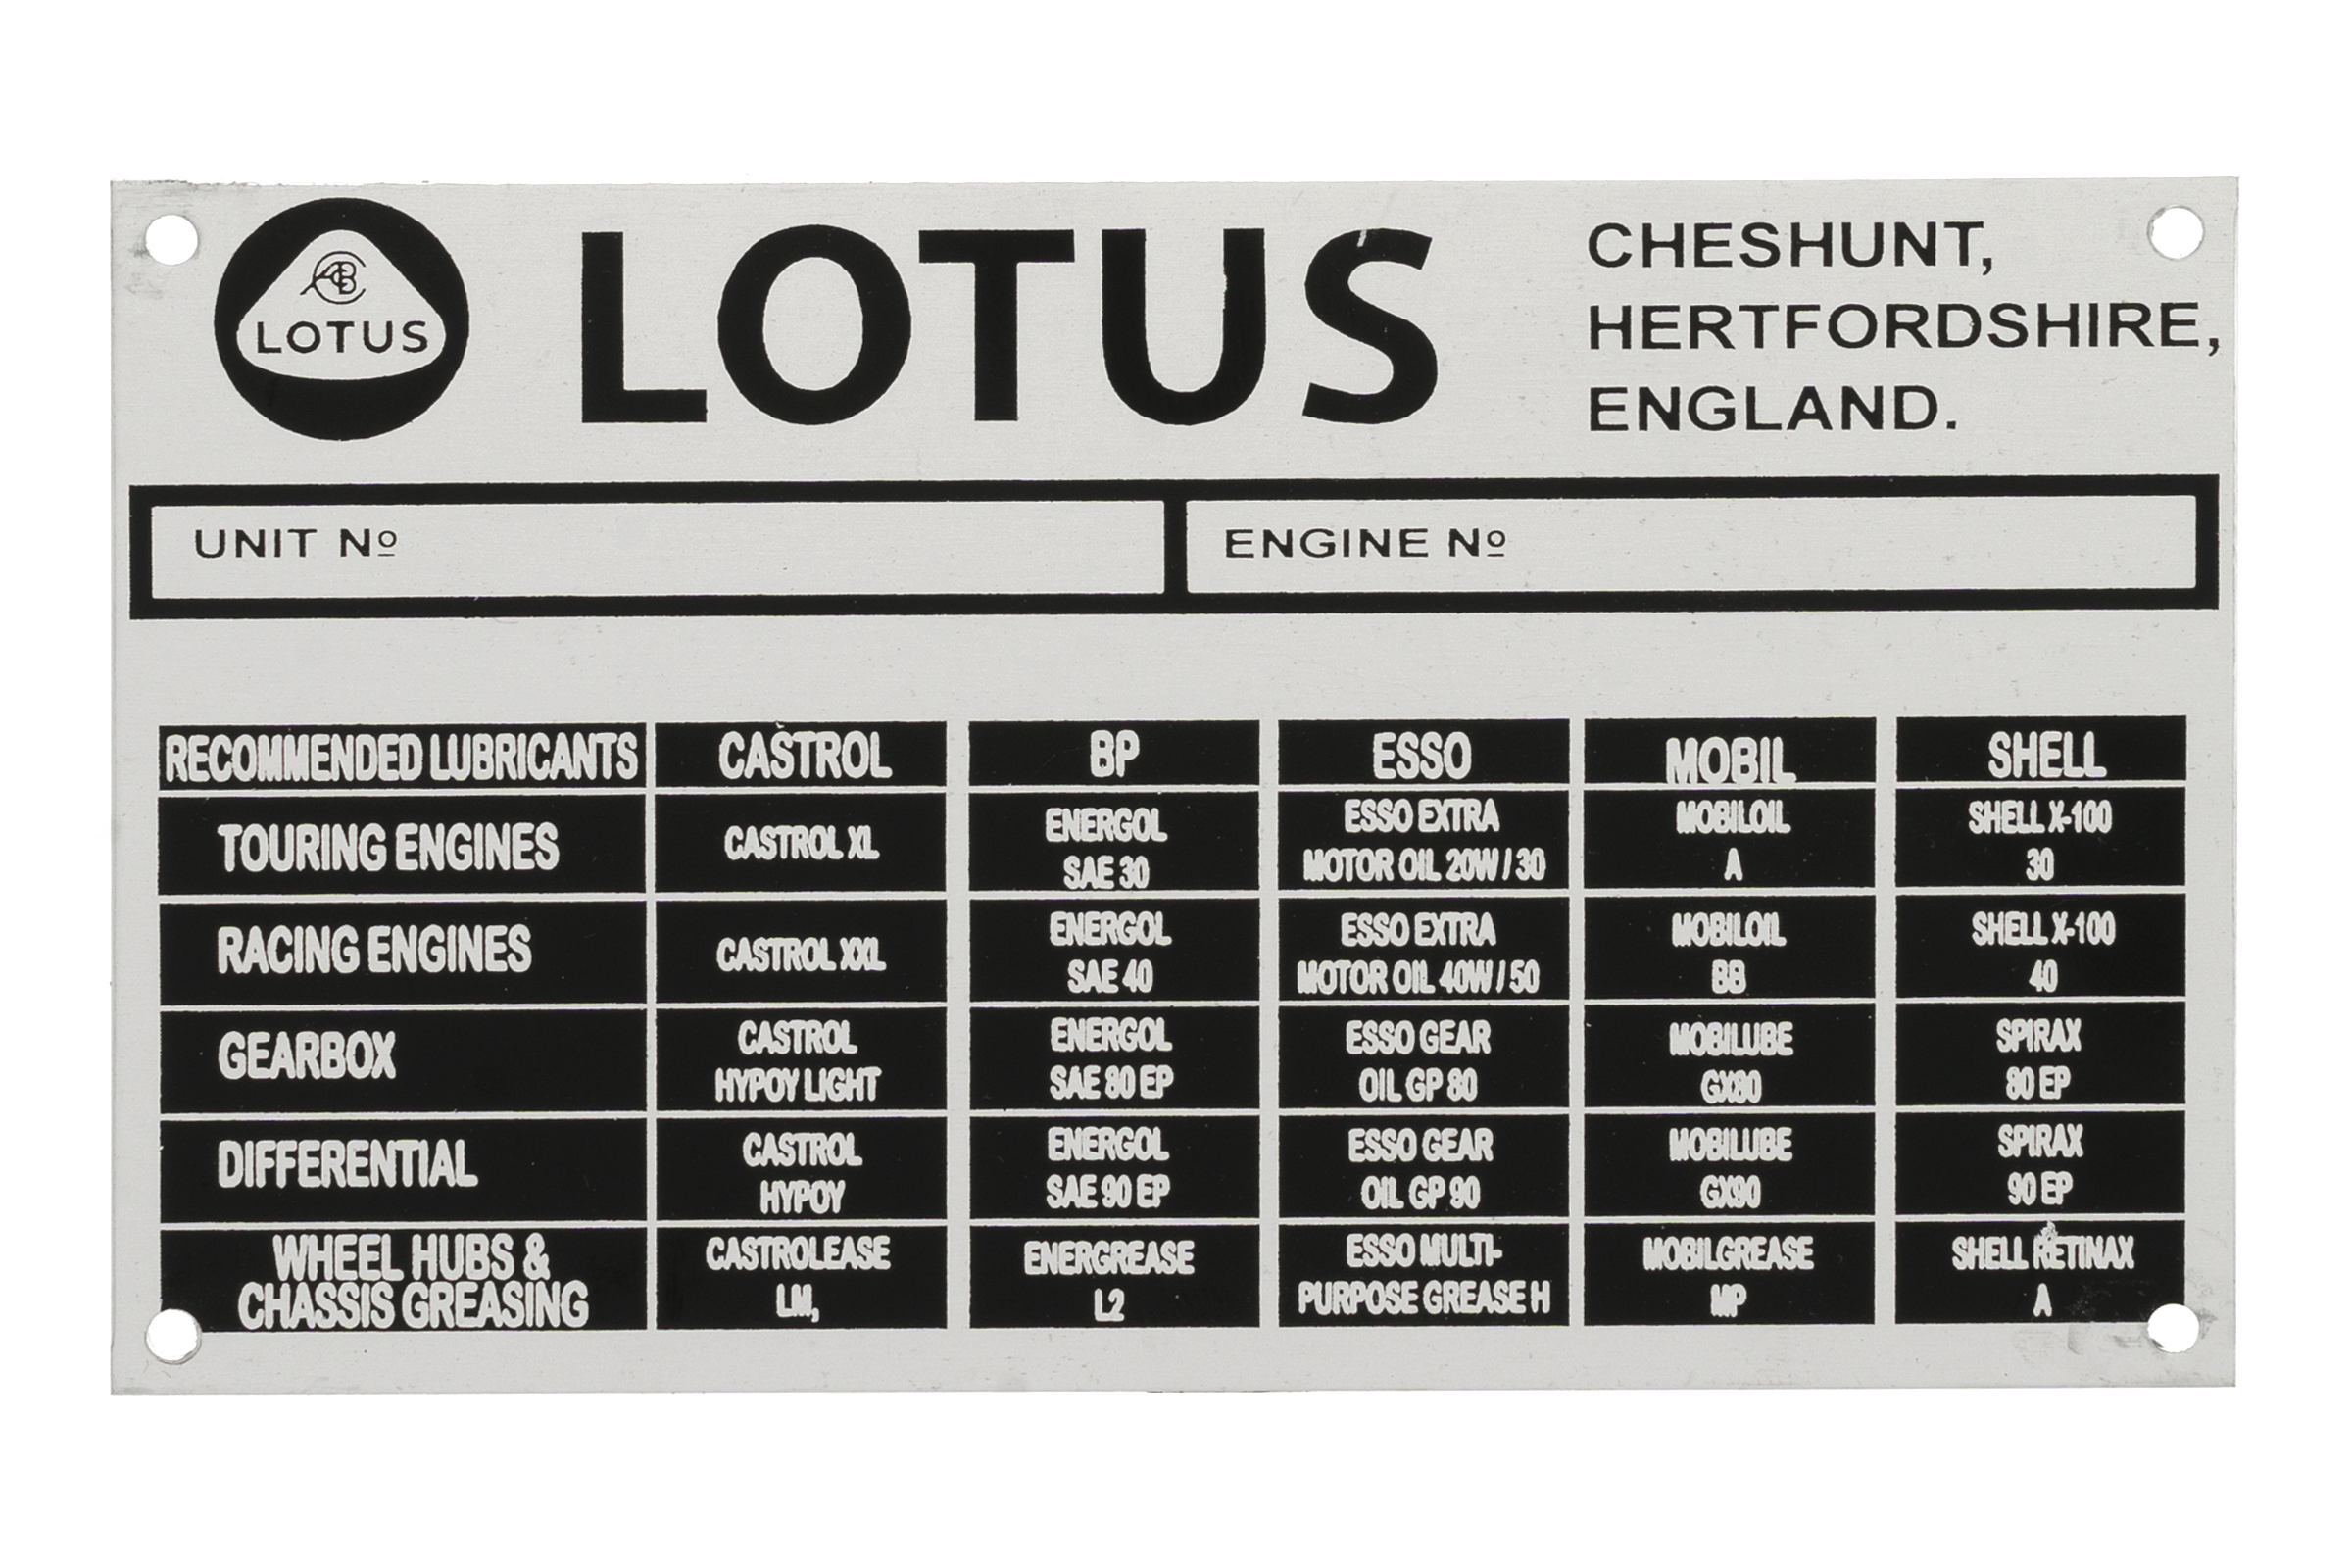 ACBC
LOTUS
LOTUS
CHESHUNT,
HERTFORDSHIRE,
ENGLAND.
UNIT Nº
ENGINE Nº
RECOMMENDED LUBRICANTS
CASTROL
BP
ESSO
MOBIL
SHELL
TOURING ENGINES
CASTROL XL
ENERGOL
SAE 30
ESSO EXTRA
MOTOR OIL 20W / 30
MOBILOIL
A
SHELL X-100
30
RACING ENGINES
CASTROL XXL
ENERGOL
SAE 40
ESSO EXTRA
MOTOR OIL 40W / 50
MOBILOIL
BB
SHELL X-100
40
GEARBOX
CASTROL
HYPOY LIGHT
ENERGOL
SAE 80 EP
ESSO GEAR
OIL GP 80
MOBILUBE
GX80
SPIRAX
80 EP
DIFFERENTIAL
CASTROL
HYPOY
ENERGOL
SAE 90 EP
ESSO GEAR
OIL GP 90
MOBILUBE
GX90
SPIRAX
90 EP
WHEEL HUBS &
CHASSIS GREASING
CASTROLEASE
LM,
ENERGREASE
L2
ESSO MULTI-
PURPOSE GREASE H
MOBILGREASE
MP
SHELL RETINAX
A